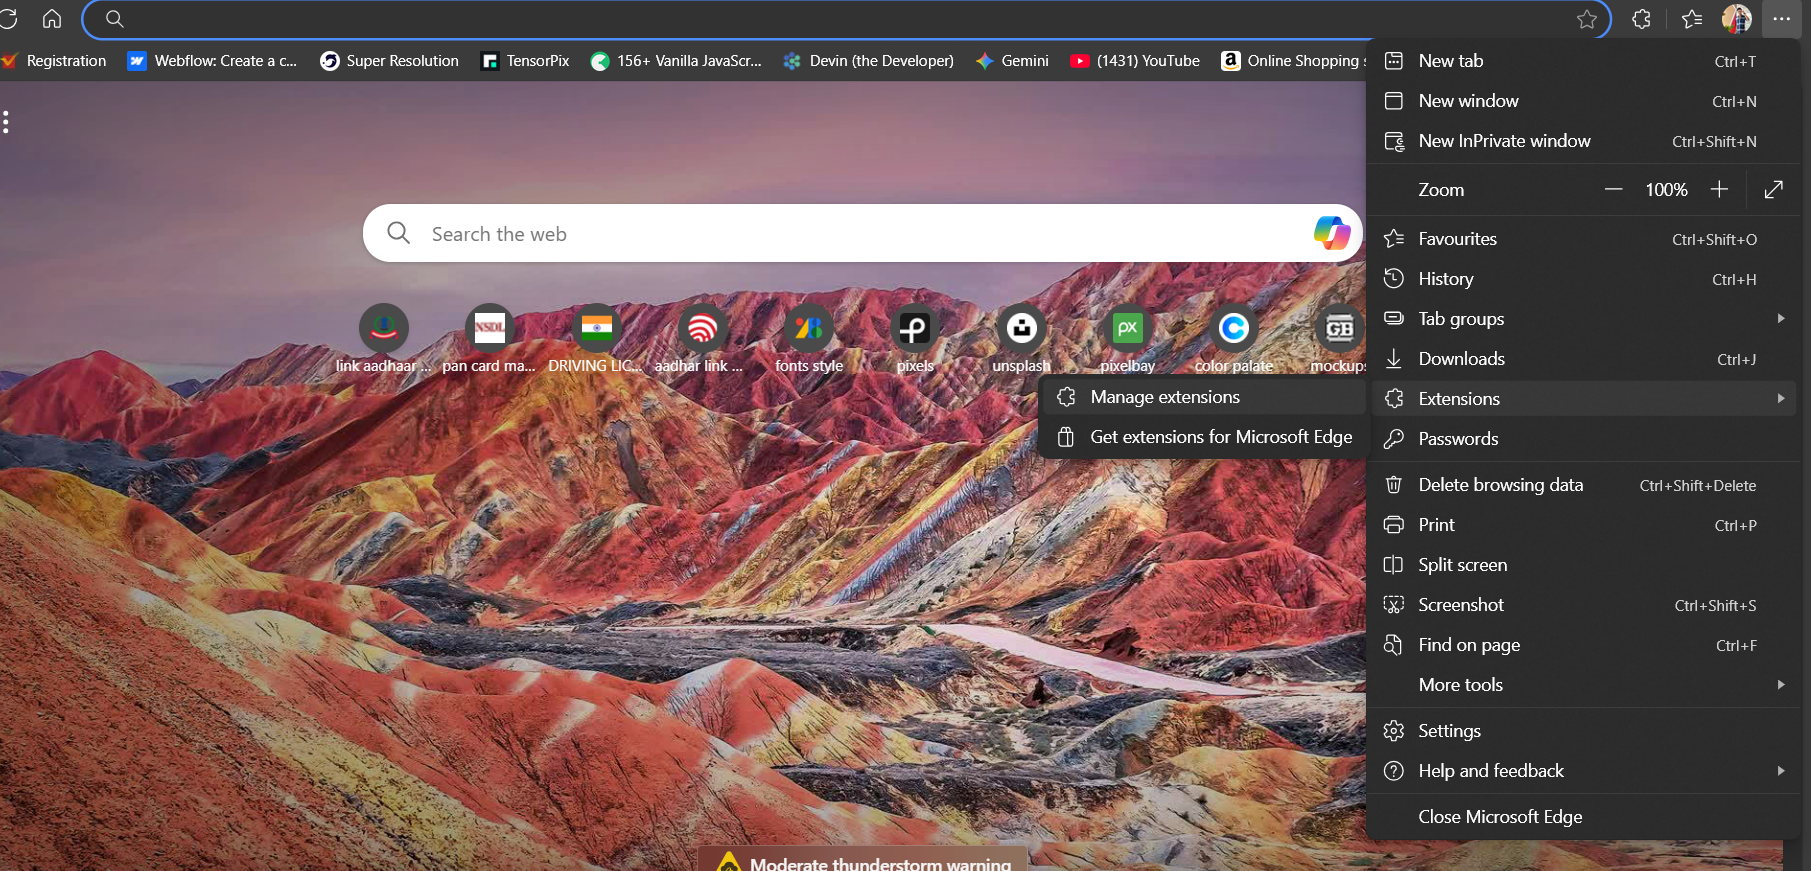 Registration
Webflow: Create a c...
Super Resolution
TensorPix
156+ Vanilla JavaScr...
Devin (the Developer)
Gemini
(1431) YouTube
Online Shopping s
Search the web
link aadhaar ...
pan card ma...
DRIVING LIC...
aadhar link ...
fonts style
pixels
unsplash
pixelbay
color palate
mockups
NSDL
px
GB
Manage extensions
Get extensions for Microsoft Edge
New tab Ctrl+T
New window Ctrl+N
New InPrivate window Ctrl+Shift+N
Zoom — 100% +
Favourites Ctrl+Shift+O
History Ctrl+H
Tab groups
Downloads Ctrl+J
Extensions
Passwords
Delete browsing data Ctrl+Shift+Delete
Print Ctrl+P
Split screen
Screenshot Ctrl+Shift+S
Find on page Ctrl+F
More tools
Settings
Help and feedback
Close Microsoft Edge
Moderate thunderstorm warning